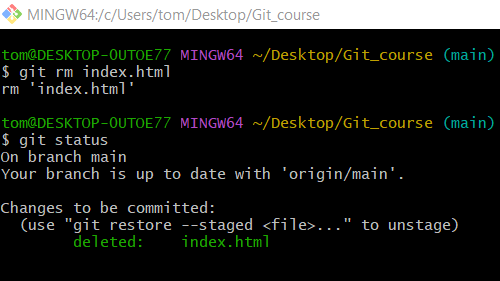 MINGW64:/c/Users/tom/Desktop/Git_course
tom@DESKTOP-OUTOE77 MINGW64 ~/Desktop/Git_course (main)
$ git rm index.html
rm 'index.html'
tom@DESKTOP-OUTOE77 MINGW64 ~/Desktop/Git_course (main)
$ git status
On branch main
Your branch is up to date with 'origin/main'.
Changes to be committed:
  (use "git restore --staged <file>..." to unstage)
        deleted:    index.html